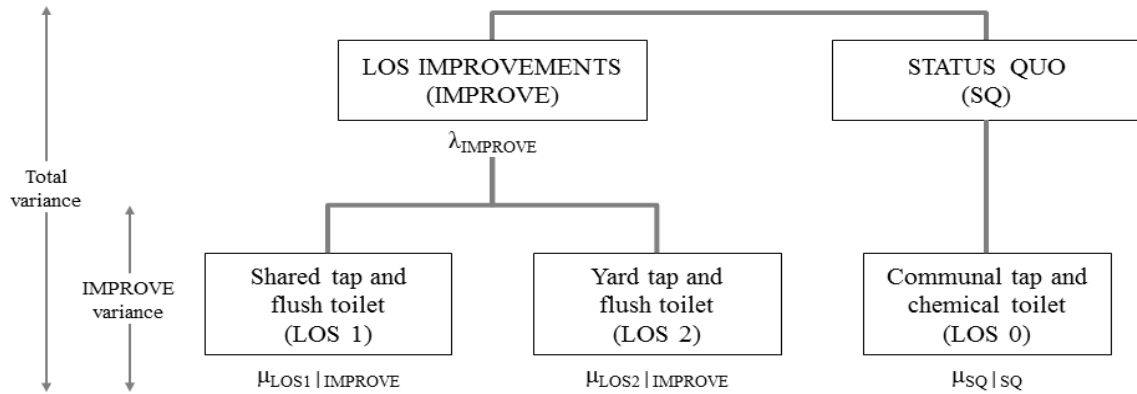 LOS IMPROVEMENTS
(IMPROVE)
STATUS QUO
(SQ)
λIMPROVE
Total
variance
IMPROVE
variance
Shared tap and
flush toilet
(LOS 1)
Yard tap and
flush toilet
(LOS 2)
Communal tap and
chemical toilet
(LOS 0)
μLOS1 | IMPROVE
μLOS2 | IMPROVE
μSQ | SQ